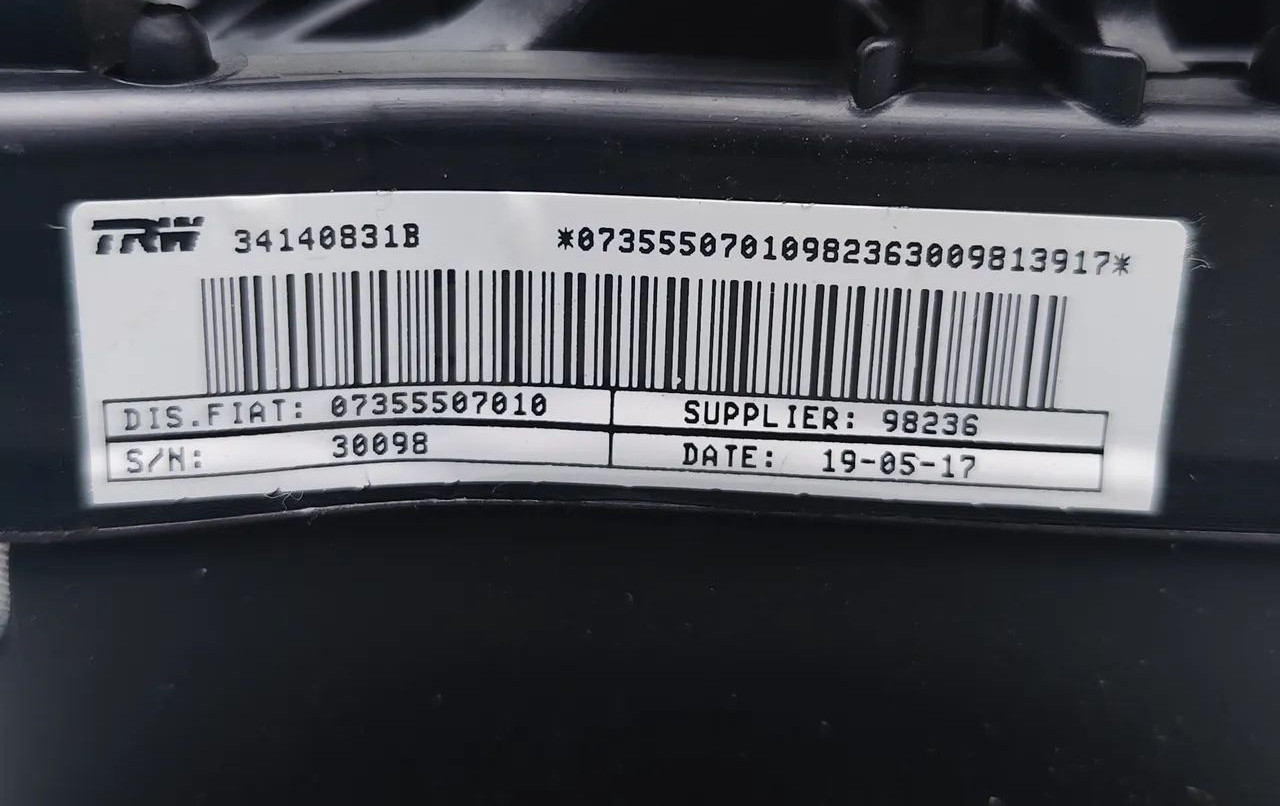 TRW 34140831B *07355507010982363009813917*
DIS.FIAT: 07355507010 SUPPLIER: 98236
S/N: 30098 DATE: 19-05-17